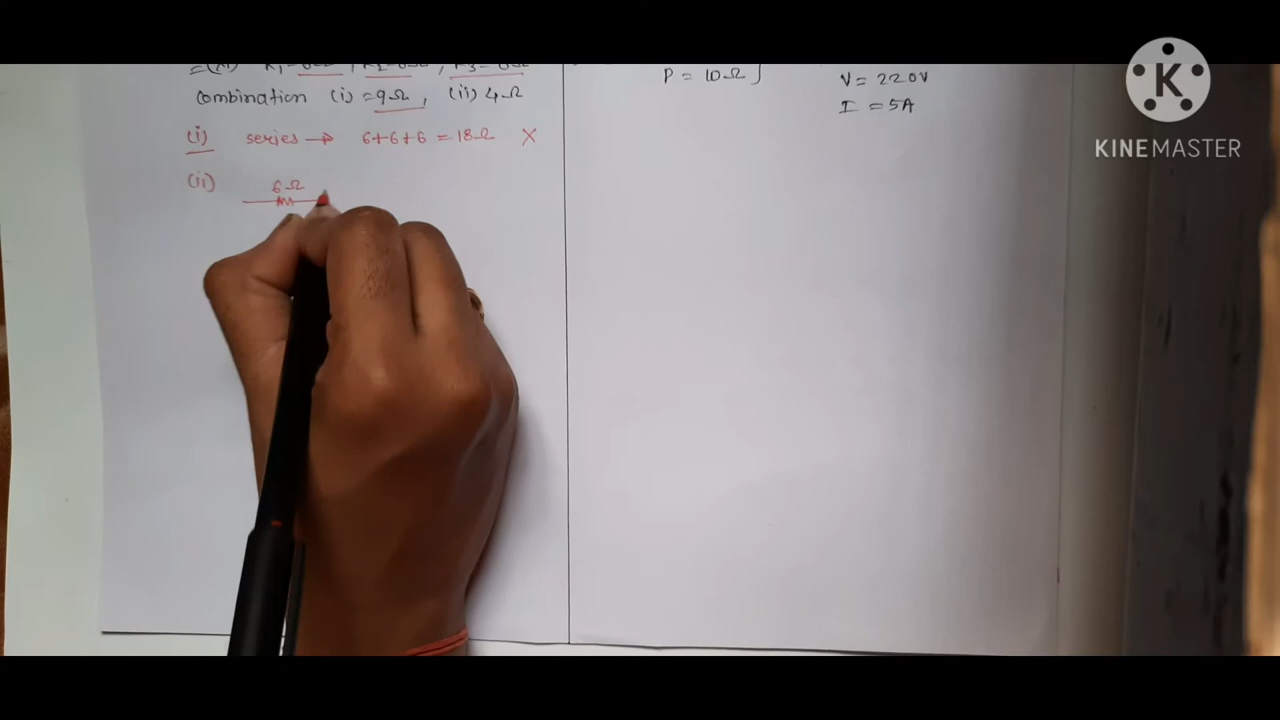 combination (i) = 9Ω, (ii) 4Ω
(i) series → 6+6+6 = 18Ω X
(ii) 6Ω
P = 10Ω
V = 220V
I = 5A
K
KINEMASTER